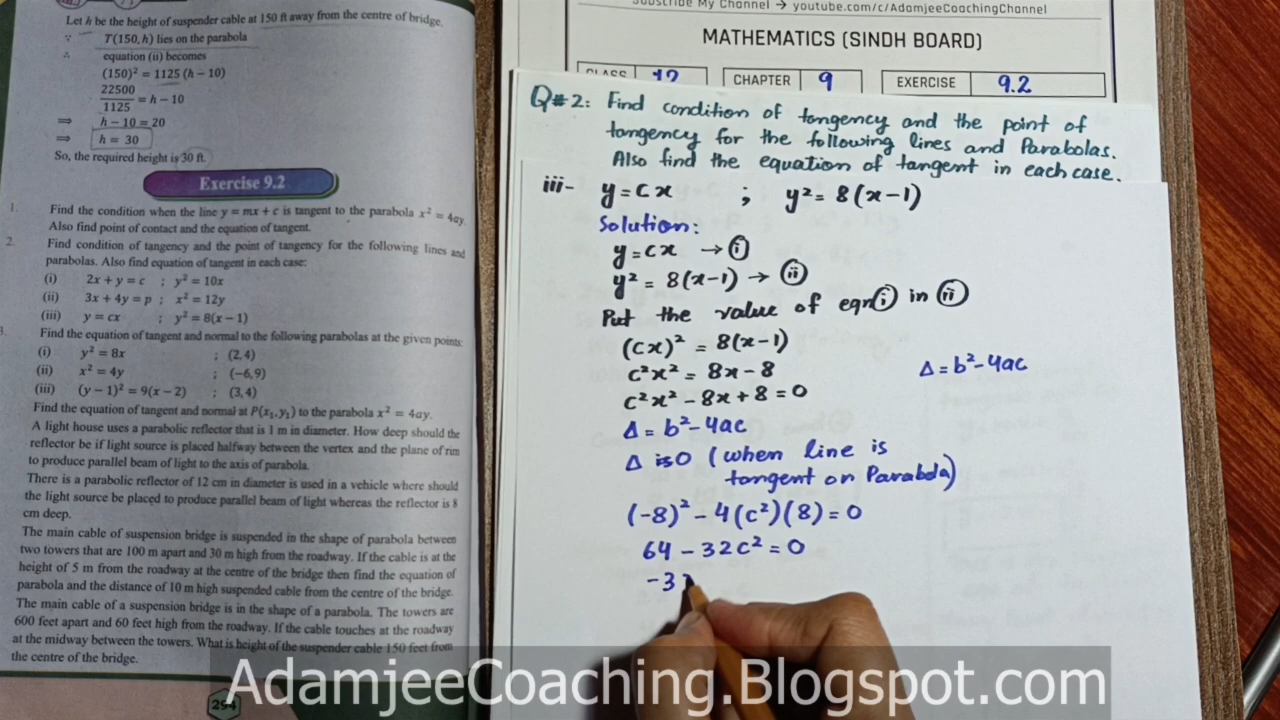 Let h be the height of suspender cable at 150 ft away from the centre of bridge.
∵ T(150, h) lies on the parabola
∴ equation (ii) becomes
(150)² = 1125 (h − 10)
22500/1125 = h − 10
⟹ h − 10 = 20
⟹ h = 30
So, the required height is 30 ft.
Exercise 9.2
1. Find the condition when the line y = mx + c is tangent to the parabola x² = 4ay.
Also find point of contact and the equation of tangent.
2. Find condition of tangency and the point of tangency for the following lines and
parabolas. Also find equation of tangent in each case:
(i) 2x + y = c ; y² = 10x
(ii) 3x + 4y = p ; x² = 12y
(iii) y = cx ; y² = 8(x − 1)
3. Find the equation of tangent and normal to the following parabolas at the given points:
(i) y² = 8x ; (2, 4)
(ii) x² = 4y ; (−6, 9)
(iii) (y − 1)² = 9(x − 2) ; (3, 4)
Find the equation of tangent and normal at P(x₁, y₁) to the parabola x² = 4ay.
A light house uses a parabolic reflector that is 1 m in diameter. How deep should the
reflector be if light source is placed halfway between the vertex and the plane of rim
to produce parallel beam of light to the axis of parabola.
There is a parabolic reflector of 12 cm in diameter is used in a vehicle where should
the light source be placed to produce parallel beam of light whereas the reflector is 8
cm deep.
The main cable of suspension bridge is suspended in the shape of parabola between
two towers that are 100 m apart and 30 m high from the roadway. If the cable is at the
height of 5 m from the roadway at the centre of the bridge then find the equation of
parabola and the distance of 10 m high suspended cable from the centre of the bridge.
The main cable of a suspension bridge is in the shape of a parabola. The towers are
600 feet apart and 60 feet high from the roadway. If the cable touches at the roadway
at the midway between the towers. What is height of the suspender cable 150 feet from
the centre of the bridge.
294
Subscribe My Channel → youtube.com/c/AdamjeeCoachingChannel
MATHEMATICS (SINDH BOARD)
CLASS 12 CHAPTER 9 EXERCISE 9.2
Q#2: Find condition of tangency and the point of
tangency for the following lines and Parabolas.
Also find the equation of tangent in each case.
iii- y = cx ; y² = 8(x−1)
Solution:
y = cx → (i)
y² = 8(x−1) → (ii)
Put the value of eqn (i) in (ii)
(cx)² = 8(x−1)
c²x² = 8x − 8
c²x² − 8x + 8 = 0
Δ = b² − 4ac
Δ = b² − 4ac
Δ is 0 (when line is
tangent on Parabola)
(−8)² − 4(c²)(8) = 0
64 − 32c² = 0
−32
AdamjeeCoaching.Blogspot.com